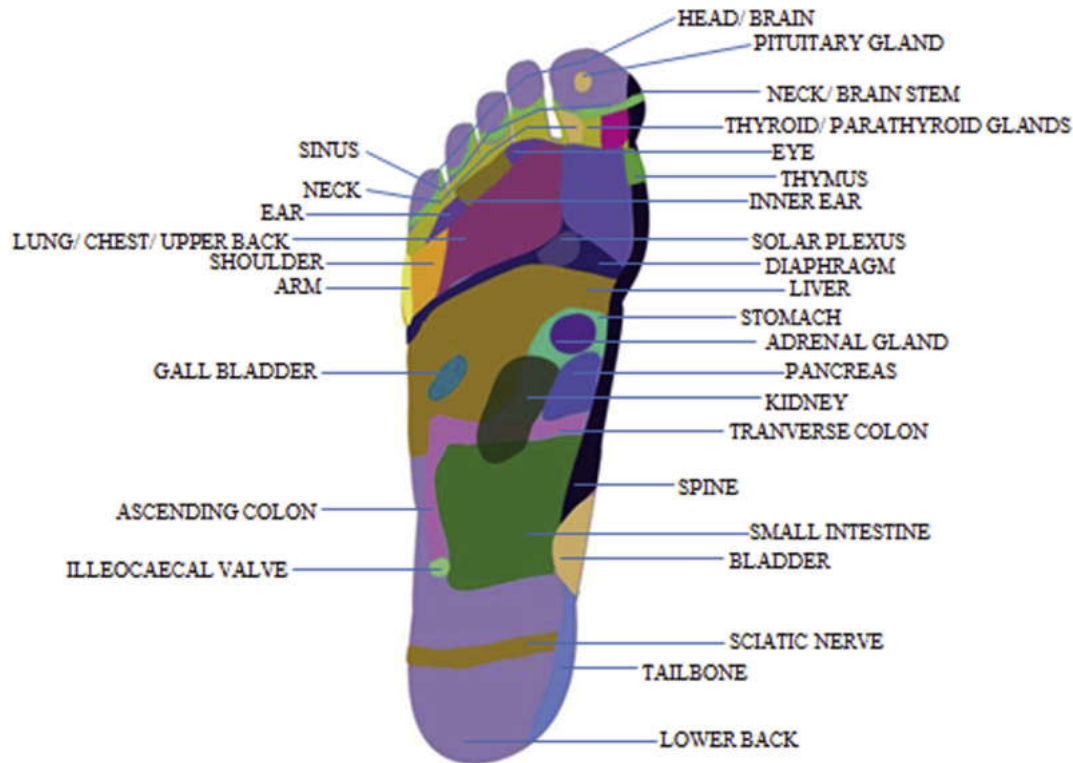 HEAD/ BRAIN
PITUITARY GLAND
NECK/ BRAIN STEM
THYROID/ PARATHYROID GLANDS
SINUS
EYE
THYMUS
NECK
INNER EAR
EAR
LUNG/ CHEST/ UPPER BACK
SOLAR PLEXUS
SHOULDER
DIAPHRAGM
ARM
LIVER
STOMACH
ADRENAL GLAND
GALL BLADDER
PANCREAS
KIDNEY
TRANVERSE COLON
SPINE
ASCENDING COLON
SMALL INTESTINE
BLADDER
ILLEOCAECAL VALVE
SCIATIC NERVE
TAILBONE
LOWER BACK